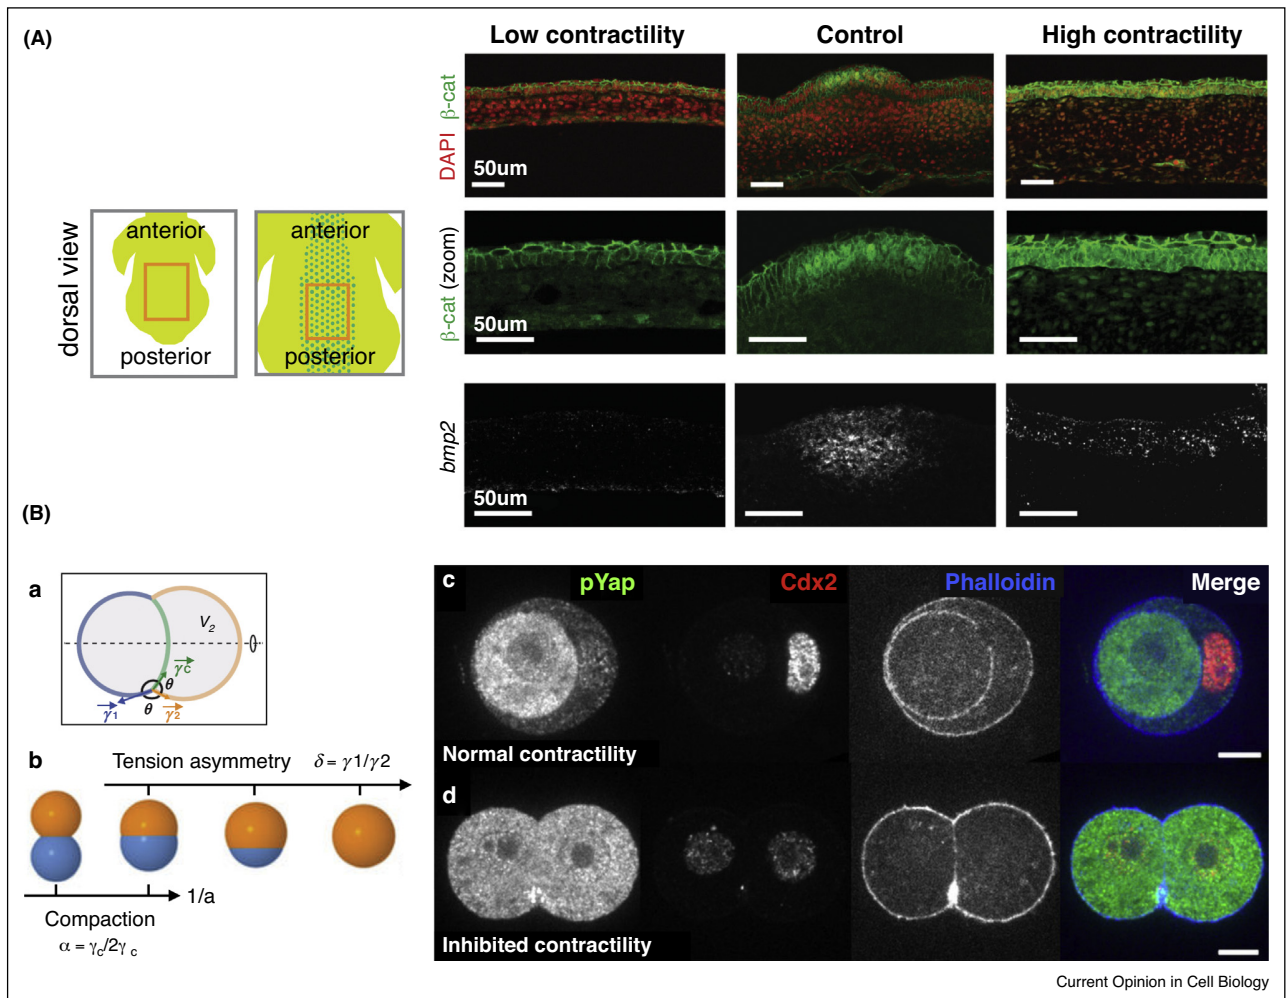 (A)
Low contractility
Control
High contractility
DAPI β-cat
50um
dorsal view
anterior
posterior
anterior
posterior
β-cat (zoom)
50um
bmp2
50um
(B)
a
V2
γc
θ
θ
γ1
γ2
b
Tension asymmetry δ = γ1/γ2
1/a
Compaction
α = γc/2γ c
c
pYap
Cdx2
Phalloidin
Merge
Normal contractility
d
Inhibited contractility
Current Opinion in Cell Biology